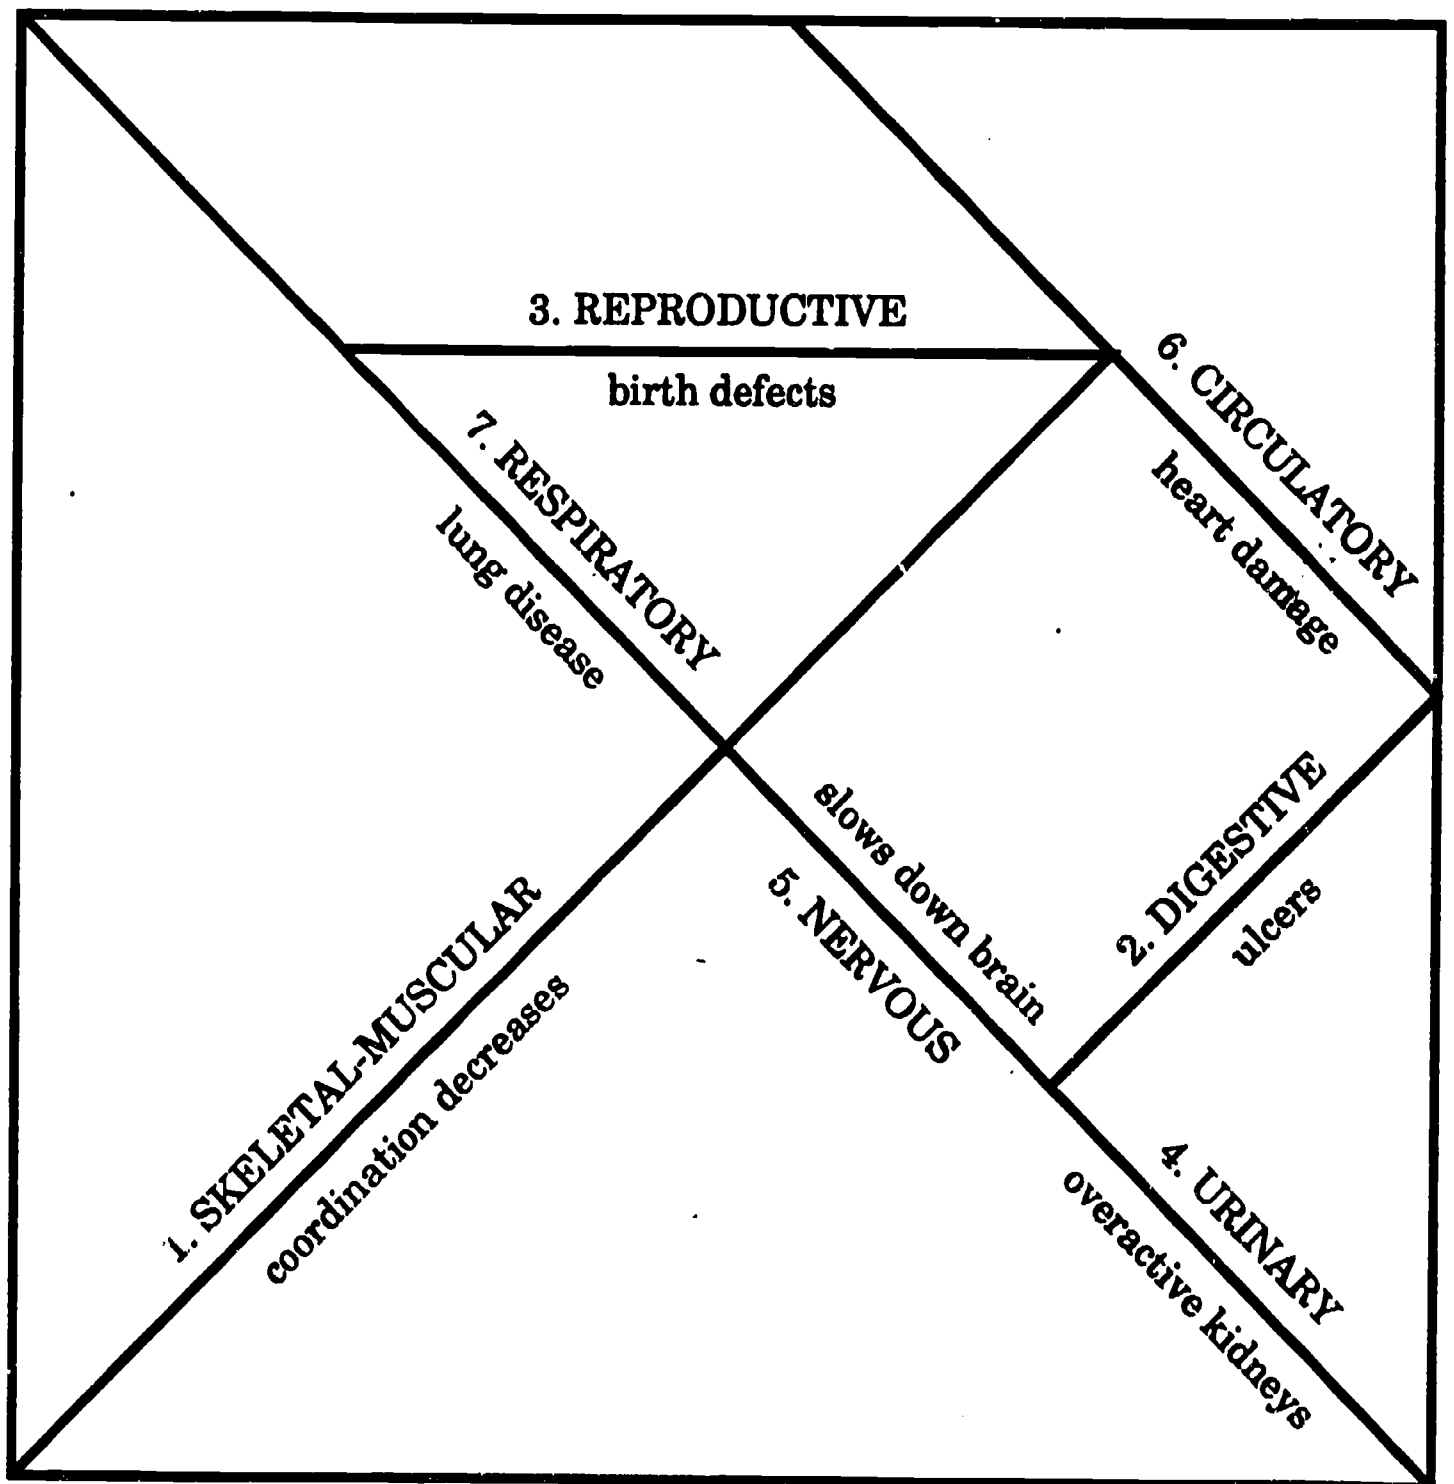 3. REPRODUCTIVE
birth defects
6. CIRCULATORY
heart damage
7. RESPIRATORY
lung disease
slows down brain
5. NERVOUS
2. DIGESTIVE
ulcers
1. SKELETAL-MUSCULAR
coordination decreases
4. URINARY
overactive kidneys